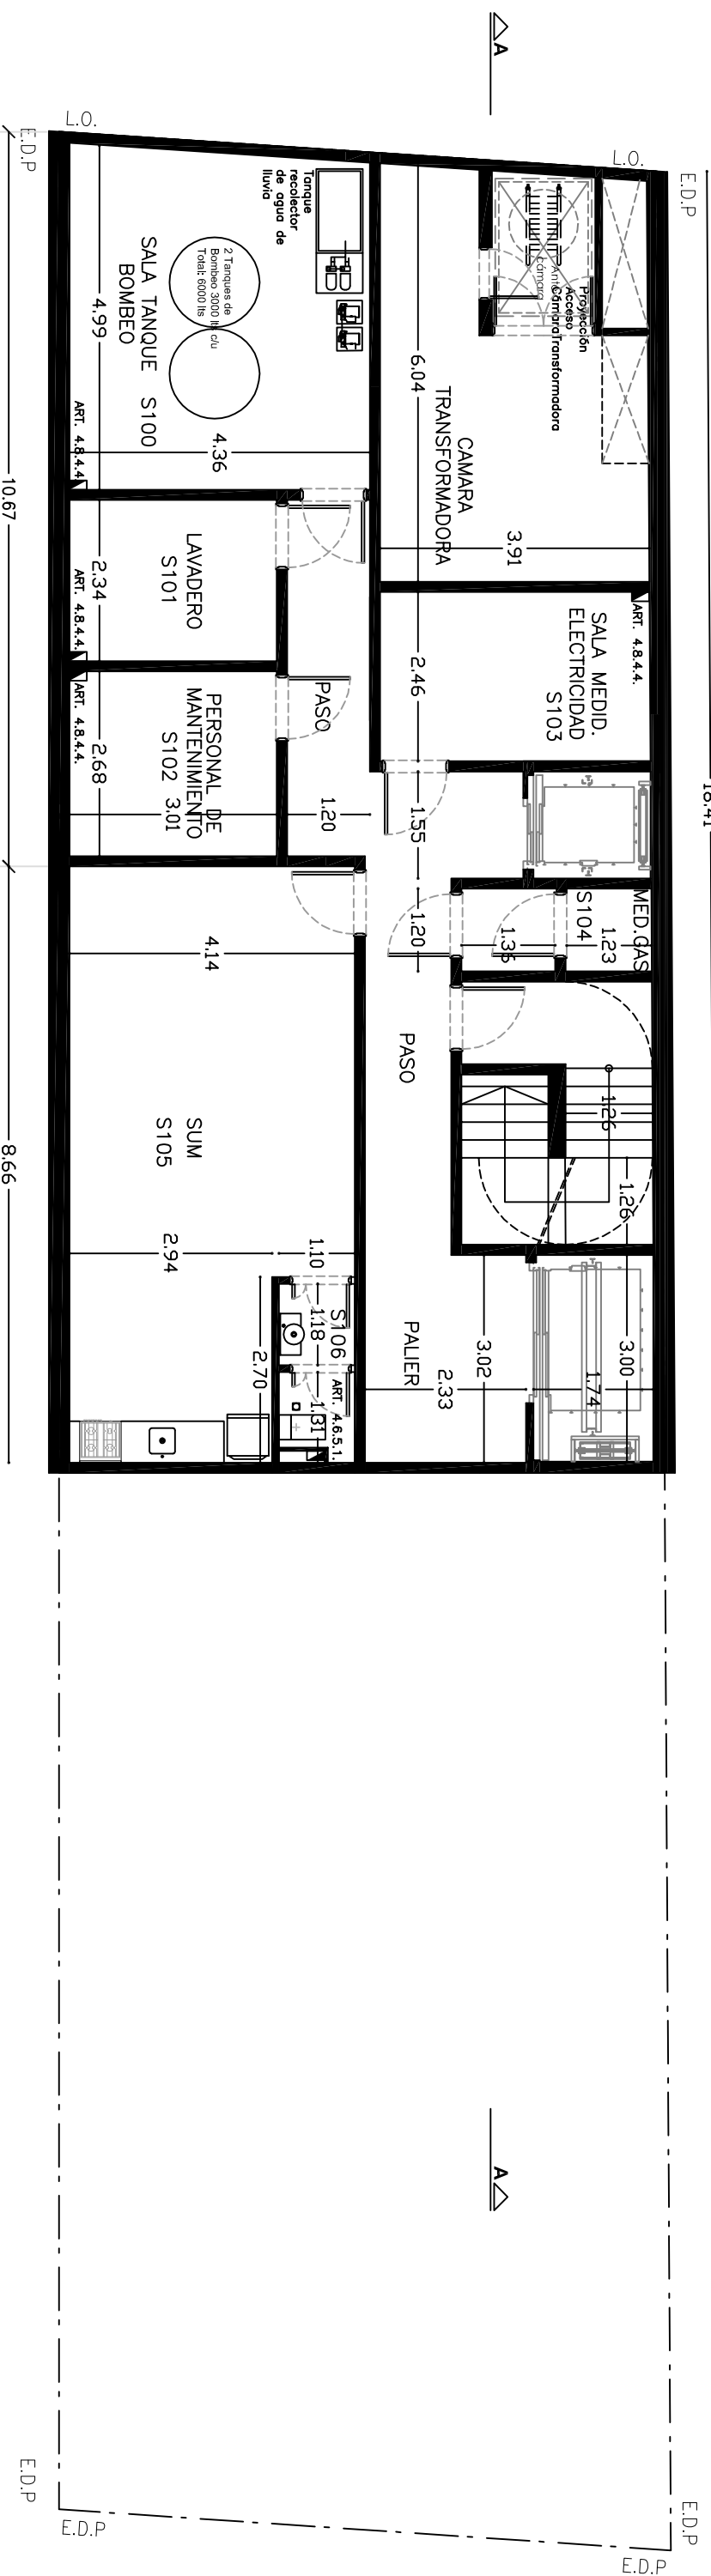 A
L.O.
L.O.
E.D.P
E.D.P
Tanque
recolector
de agua de
lluvia
2 Tanques de
Bombeo 3000 lts c/u
Total: 6000 lts
SALA TANQUE S100
BOMBEO
4.99
4.36
ART. 4.8.4.4.
Proyección
Acceso
Cámara Transformadora
Ante
cámara
6.04
CAMARA
TRANSFORMADORA
3.91
10.67
18.41
LAVADERO
S101
2.34
ART. 4.8.4.4.
SALA MEDID.
ELECTRICIDAD
S103
ART. 4.8.4.4.
2.46
PERSONAL DE
MANTENIMIENTO
S102
3.01
2.68
ART. 4.8.4.4.
PASO
1.20
1.55
MED.GAS
S104
1.23
1.35
1.20
4.14
PASO
SUM
S105
8.66
1.26
1.26
2.94
1.10
S106
1.18
1.31
ART. 4.6.5.1.
2.70
PALIER
2.33
3.02
3.00
1.74
A
E.D.P
E.D.P
E.D.P
E.D.P